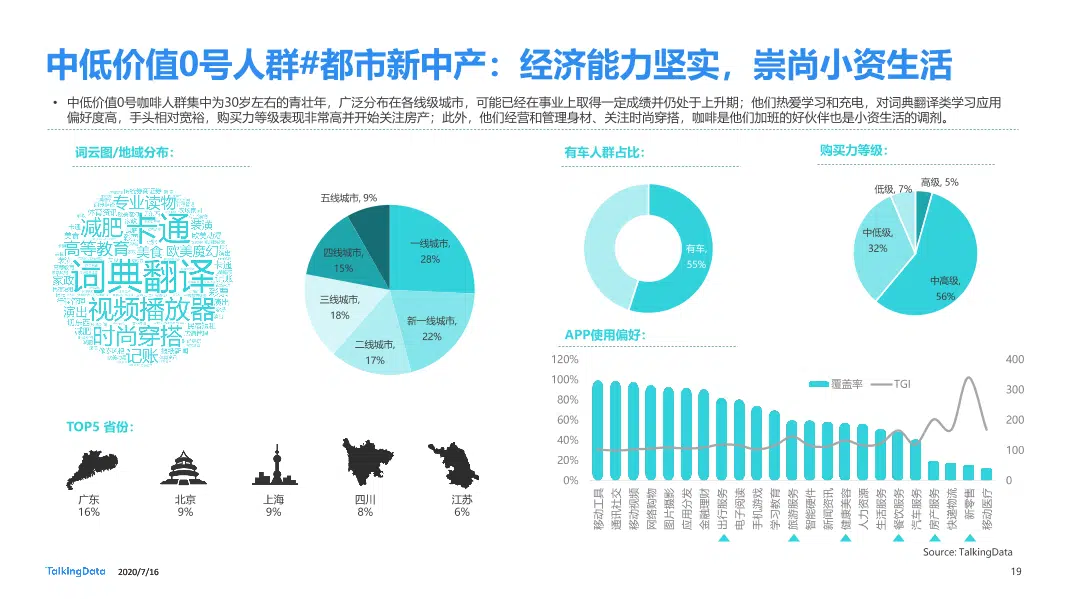 中低价值0号人群#都市新中产：经济能力坚实，崇尚小资生活
• 中低价值0号咖啡人群集中为30岁左右的青壮年，广泛分布在各线级城市，可能已经在事业上取得一定成绩并仍处于上升期；他们热爱学习和充电，对词典翻译类学习应用
偏好度高，手头相对宽裕，购买力等级表现非常高并开始关注房产；此外，他们经营和管理身材、关注时尚穿搭，咖啡是他们加班的好伙伴也是小资生活的调剂。
词云图/地域分布：
专业读物
减肥 卡通 装潢
高等教育 美食 欧美魔幻
词典翻译
家政
演出 视频播放器
时尚穿搭
记账
五线城市, 9%
一线城市,
28%
四线城市,
15%
三线城市,
18%
新一线城市,
22%
二线城市,
17%
有车人群占比：
有车,
55%
购买力等级：
低级, 7%
高级, 5%
中低级,
32%
中高级,
56%
TOP5 省份：
广东
16%
北京
9%
上海
9%
四川
8%
江苏
6%
APP使用偏好：
覆盖率
TGI
120%
100%
80%
60%
40%
20%
0%
400
300
200
100
0
移动工具
通讯社交
移动视频
网络购物
图片摄影
应用分发
金融理财
出行服务
电子阅读
手机游戏
学习教育
旅游服务
智能硬件
新闻资讯
健康美容
人力资源
生活服务
餐饮服务
汽车服务
房产服务
快递物流
新零售
移动医疗
Source: TalkingData
TalkingData 2020/7/16
19